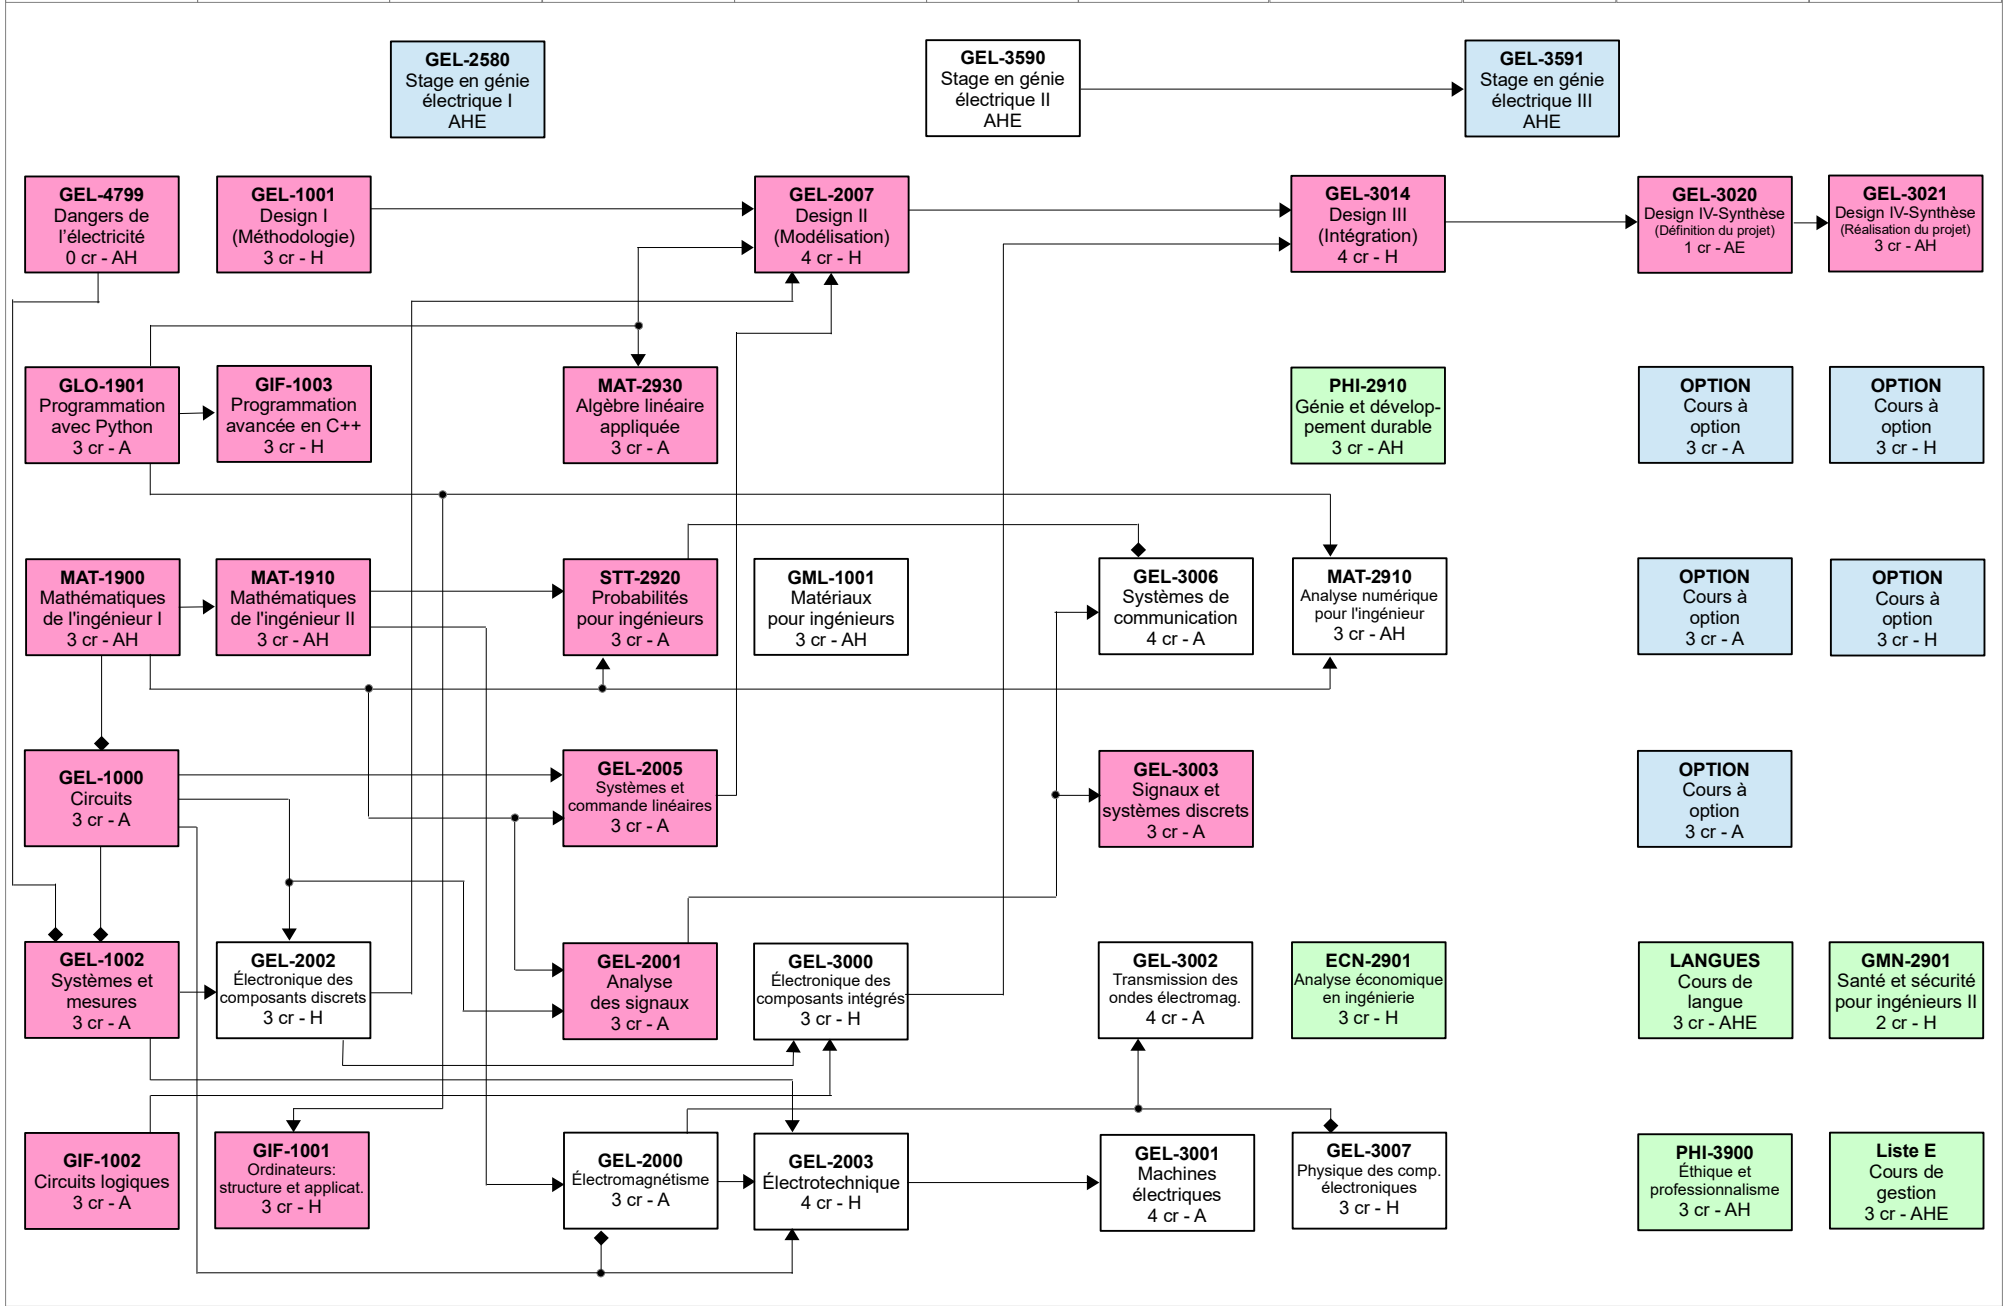 GEL-2580
Stage en génie
électrique I
AHE
GEL-3590
Stage en génie
électrique II
AHE
GEL-3591
Stage en génie
électrique III
AHE
GEL-4799
Dangers de
l'électricité
0 cr - AH
GEL-1001
Design I
(Méthodologie)
3 cr - H
GEL-2007
Design II
(Modélisation)
4 cr - H
GEL-3014
Design III
(Intégration)
4 cr - H
GEL-3020
Design IV-Synthèse
(Définition du projet)
1 cr - AE
GEL-3021
Design IV-Synthèse
(Réalisation du projet)
3 cr - AH
GLO-1901
Programmation
avec Python
3 cr - A
GIF-1003
Programmation
avancée en C++
3 cr - H
MAT-2930
Algèbre linéaire
appliquée
3 cr - A
PHI-2910
Génie et dévelop-
pement durable
3 cr - AH
OPTION
Cours à
option
3 cr - A
OPTION
Cours à
option
3 cr - H
MAT-1900
Mathématiques
de l'ingénieur I
3 cr - AH
MAT-1910
Mathématiques
de l'ingénieur II
3 cr - AH
STT-2920
Probabilités
pour ingénieurs
3 cr - A
GML-1001
Matériaux
pour ingénieurs
3 cr - AH
GEL-3006
Systèmes de
communication
4 cr - A
MAT-2910
Analyse numérique
pour l'ingénieur
3 cr - AH
OPTION
Cours à
option
3 cr - A
OPTION
Cours à
option
3 cr - H
GEL-1000
Circuits
3 cr - A
GEL-2005
Systèmes et
commande linéaires
3 cr - A
GEL-3003
Signaux et
systèmes discrets
3 cr - A
OPTION
Cours à
option
3 cr - A
GEL-1002
Systèmes et
mesures
3 cr - A
GEL-2002
Électronique des
composants discrets
3 cr - H
GEL-2001
Analyse
des signaux
3 cr - A
GEL-3000
Électronique des
composants intégrés
3 cr - H
GEL-3002
Transmission des
ondes électromag.
4 cr - A
ECN-2901
Analyse économique
en ingénierie
3 cr - H
LANGUES
Cours de
langue
3 cr - AHE
GMN-2901
Santé et sécurité
pour ingénieurs II
2 cr - H
GIF-1002
Circuits logiques
3 cr - A
GIF-1001
Ordinateurs:
structure et applicat.
3 cr - H
GEL-2000
Électromagnétisme
3 cr - A
GEL-2003
Électrotechnique
4 cr - H
GEL-3001
Machines
électriques
4 cr - A
GEL-3007
Physique des comp.
électroniques
3 cr - H
PHI-3900
Éthique et
professionnalisme
3 cr - AH
Liste E
Cours de
gestion
3 cr - AHE